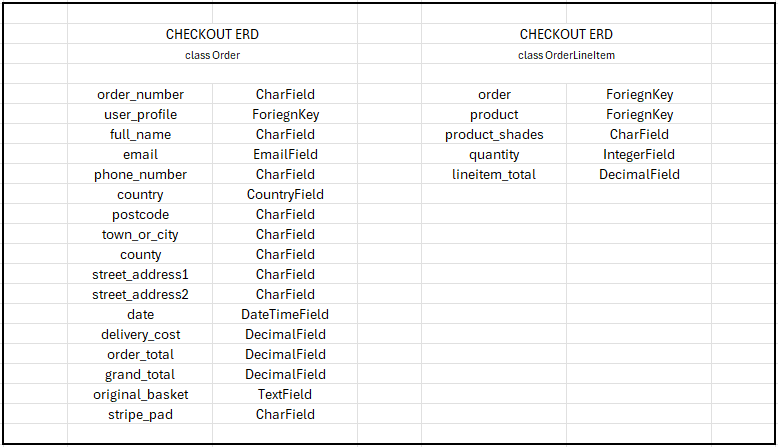 CHECKOUT ERD
class Order
order_number CharField
user_profile ForiegnKey
full_name CharField
email EmailField
phone_number CharField
country CountryField
postcode CharField
town_or_city CharField
county CharField
street_address1 CharField
street_address2 CharField
date DateTimeField
delivery_cost DecimalField
order_total DecimalField
grand_total DecimalField
original_basket TextField
stripe_pad CharField
CHECKOUT ERD
class OrderLineItem
order ForiegnKey
product ForiegnKey
product_shades CharField
quantity IntegerField
lineitem_total DecimalField